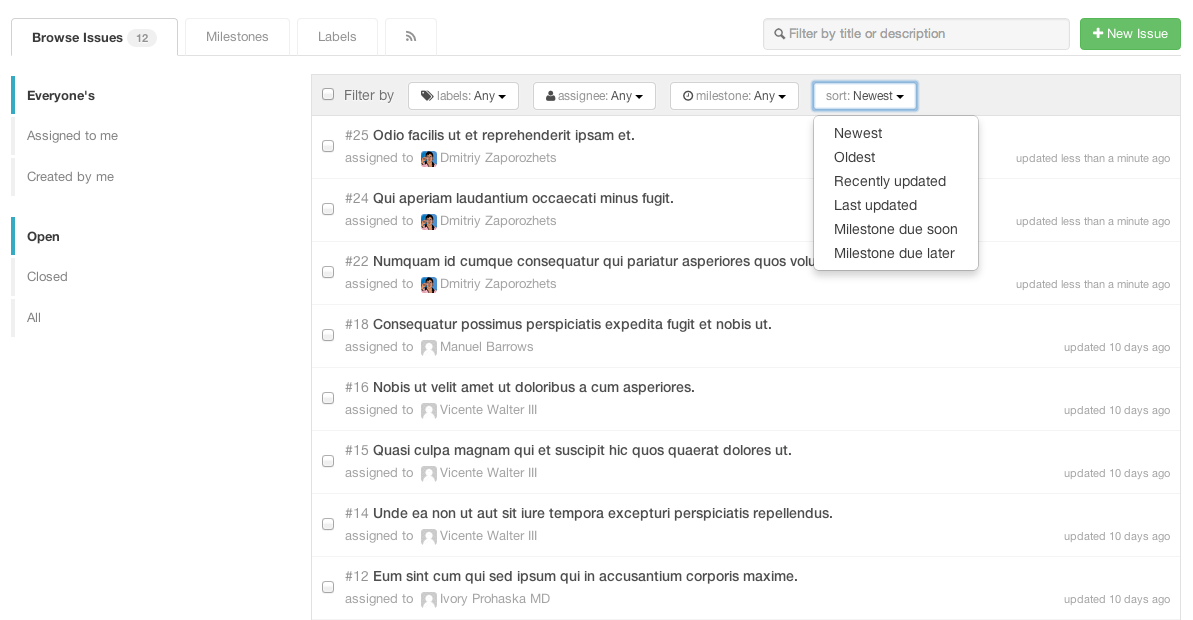 Browse Issues 12
Milestones
Labels
Filter by title or description
New Issue
Everyone's
Assigned to me
Created by me
Open
Closed
All
Filter by
labels: Any
assignee: Any
milestone: Any
sort: Newest
Newest
Oldest
Recently updated
Last updated
Milestone due soon
Milestone due later
#25 Odio facilis ut et reprehenderit ipsam et.
assigned to Dmitriy Zaporozhets
updated less than a minute ago
#24 Qui aperiam laudantium occaecati minus fugit.
assigned to Dmitriy Zaporozhets
updated less than a minute ago
#22 Numquam id cumque consequatur qui pariatur asperiores quos volu
assigned to Dmitriy Zaporozhets
updated less than a minute ago
#18 Consequatur possimus perspiciatis expedita fugit et nobis ut.
assigned to Manuel Barrows
updated 10 days ago
#16 Nobis ut velit amet ut doloribus a cum asperiores.
assigned to Vicente Walter III
updated 10 days ago
#15 Quasi culpa magnam qui et suscipit hic quos quaerat dolores ut.
assigned to Vicente Walter III
updated 10 days ago
#14 Unde ea non ut aut sit iure tempora excepturi perspiciatis repellendus.
assigned to Vicente Walter III
updated 10 days ago
#12 Eum sint cum qui sed ipsum qui in accusantium corporis maxime.
assigned to Ivory Prohaska MD
updated 10 days ago